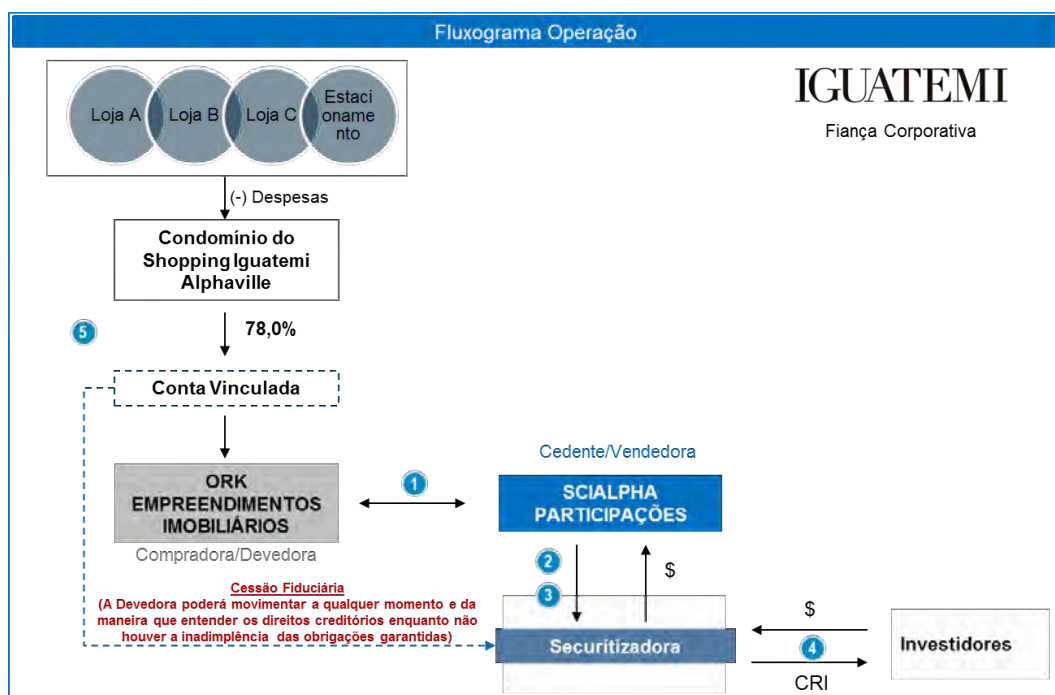 Fluxograma Operação
Loja A
Loja B
Loja C
Estaci
oname
nto
IGUATEMI
Fiança Corporativa
(-) Despesas
Condomínio do
Shopping Iguatemi
Alphaville
5
78,0%
Conta Vinculada
Cedente/Vendedora
ORK
EMPREENDIMENTOS
IMOBILIÁRIOS
1
SCIALPHA
PARTICIPAÇÕES
Compradora/Devedora
2
$
3
Cessão Fiduciária
(A Devedora poderá movimentar a qualquer momento e da
maneira que entender os direitos creditórios enquanto não
houver a inadimplência das obrigações garantidas)
Securitizadora
$
4
CRI
Investidores